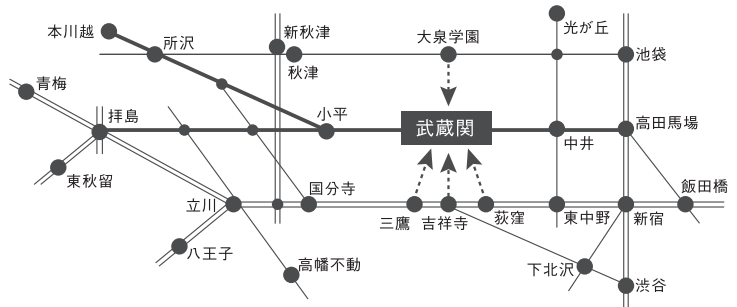 本川越
所沢
新秋津
秋津
大泉学園
光が丘
池袋
青梅
拝島
小平
武蔵関
中井
高田馬場
東秋留
立川
国分寺
三鷹
吉祥寺
荻窪
東中野
新宿
飯田橋
八王子
高幡不動
下北沢
渋谷